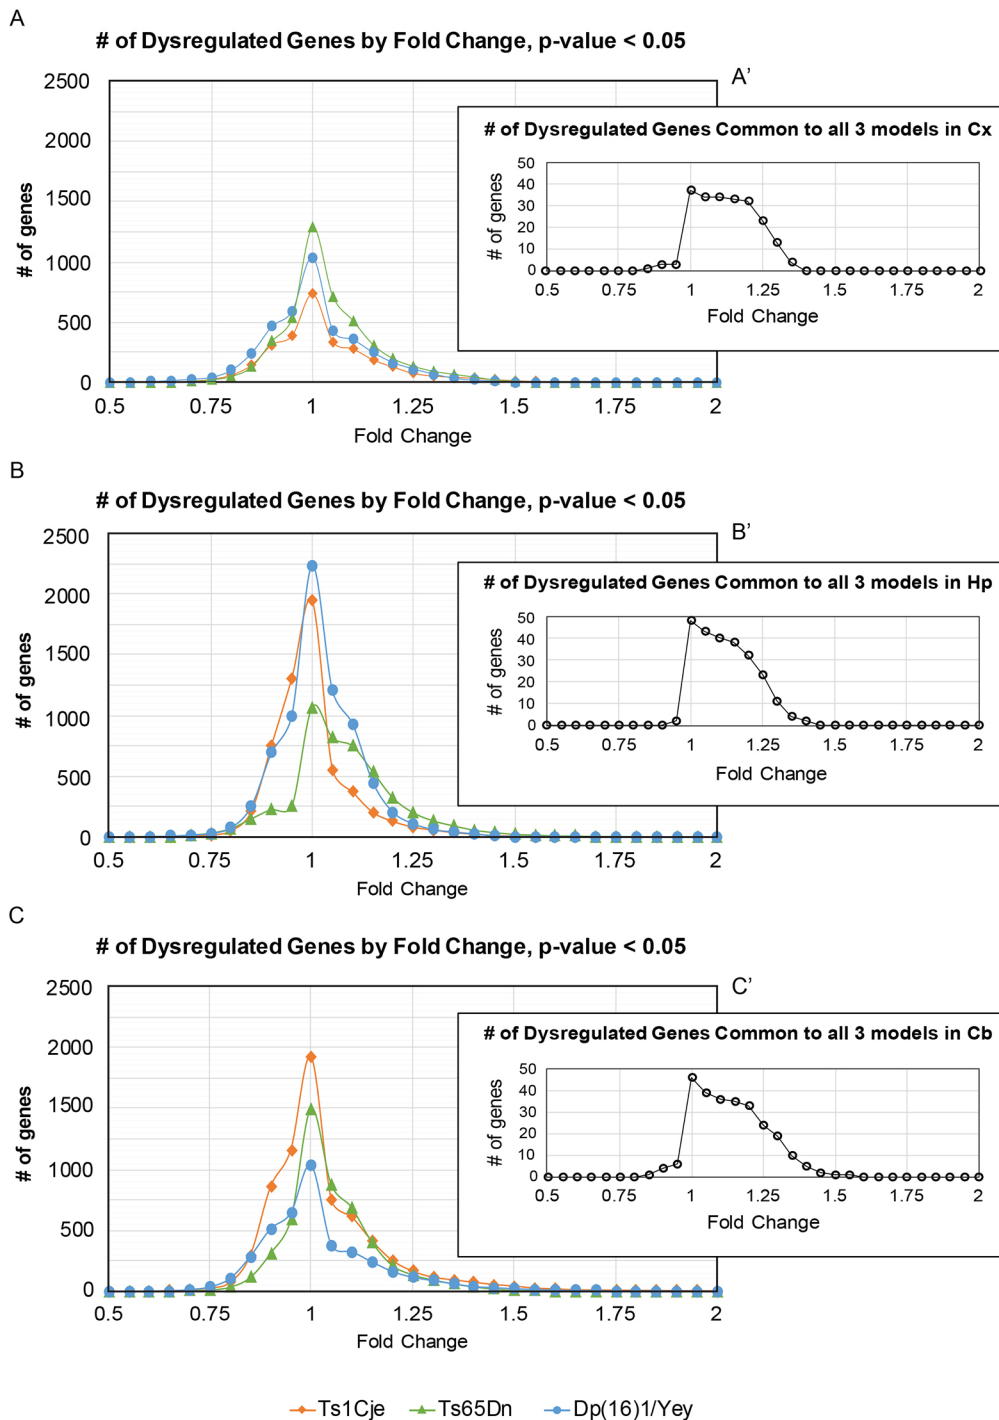 A
# of Dysregulated Genes by Fold Change, p-value < 0.05
2500
2000
1500
1000
500
0
# of genes
0.5 0.75 1 1.25 1.5 1.75 2
Fold Change
A’
# of Dysregulated Genes Common to all 3 models in Cx
50
40
30
20
10
0
# of genes
0.5 0.75 1 1.25 1.5 1.75 2
Fold Change
B
# of Dysregulated Genes by Fold Change, p-value < 0.05
2500
2000
1500
1000
500
0
# of genes
0.5 0.75 1 1.25 1.5 1.75 2
Fold Change
B’
# of Dysregulated Genes Common to all 3 models in Hp
50
40
30
20
10
0
# of genes
0.5 0.75 1 1.25 1.5 1.75 2
Fold Change
C
# of Dysregulated Genes by Fold Change, p-value < 0.05
2500
2000
1500
1000
500
0
# of genes
0.5 0.75 1 1.25 1.5 1.75 2
Fold Change
C’
# of Dysregulated Genes Common to all 3 models in Cb
50
40
30
20
10
0
# of genes
0.5 0.75 1 1.25 1.5 1.75 2
Fold Change
Ts1Cje Ts65Dn Dp(16)1/Yey